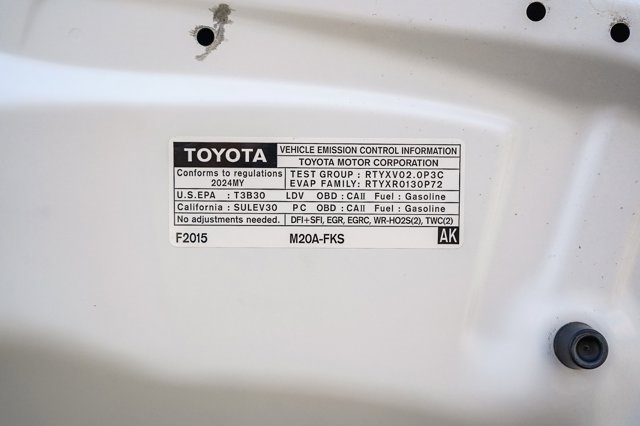 TOYOTA
VEHICLE EMISSION CONTROL INFORMATION
TOYOTA MOTOR CORPORATION
Conforms to regulations
2024MY
TEST GROUP : RTYXV02.0P3C
EVAP FAMILY: RTYXR0130P72
U.S.EPA : T3B30 LDV OBD : CAII Fuel : Gasoline
California : SULEV30 PC OBD : CAII Fuel : Gasoline
No adjustments needed. DFI+SFI, EGR, EGRC, WR-HO2S(2), TWC(2)
F2015 M20A-FKS AK